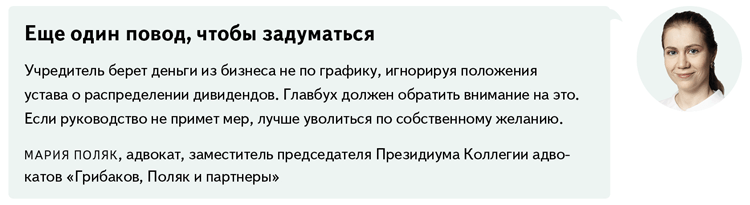 Еще один повод, чтобы задуматься
Учредитель берет деньги из бизнеса не по графику, игнорируя положения
устава о распределении дивидендов. Главбух должен обратить внимание на это.
Если руководство не примет мер, лучше уволиться по собственному желанию.
МАРИЯ ПОЛЯК, адвокат, заместитель председателя Президиума Коллегии адво-
катов «Грибаков, Поляк и партнеры»